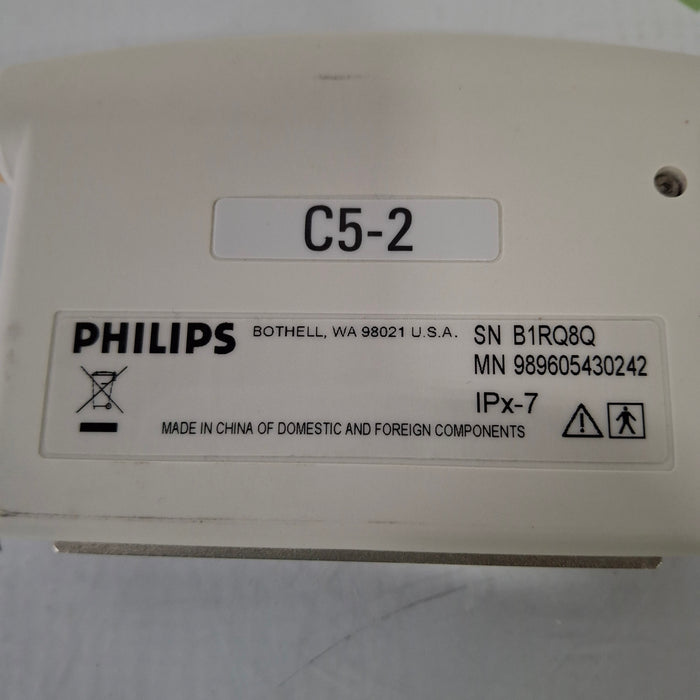 C5-2
PHILIPS BOTHELL, WA 98021 U.S.A. SN B1RQ8Q
MN 989605430242
IPx-7
MADE IN CHINA OF DOMESTIC AND FOREIGN COMPONENTS